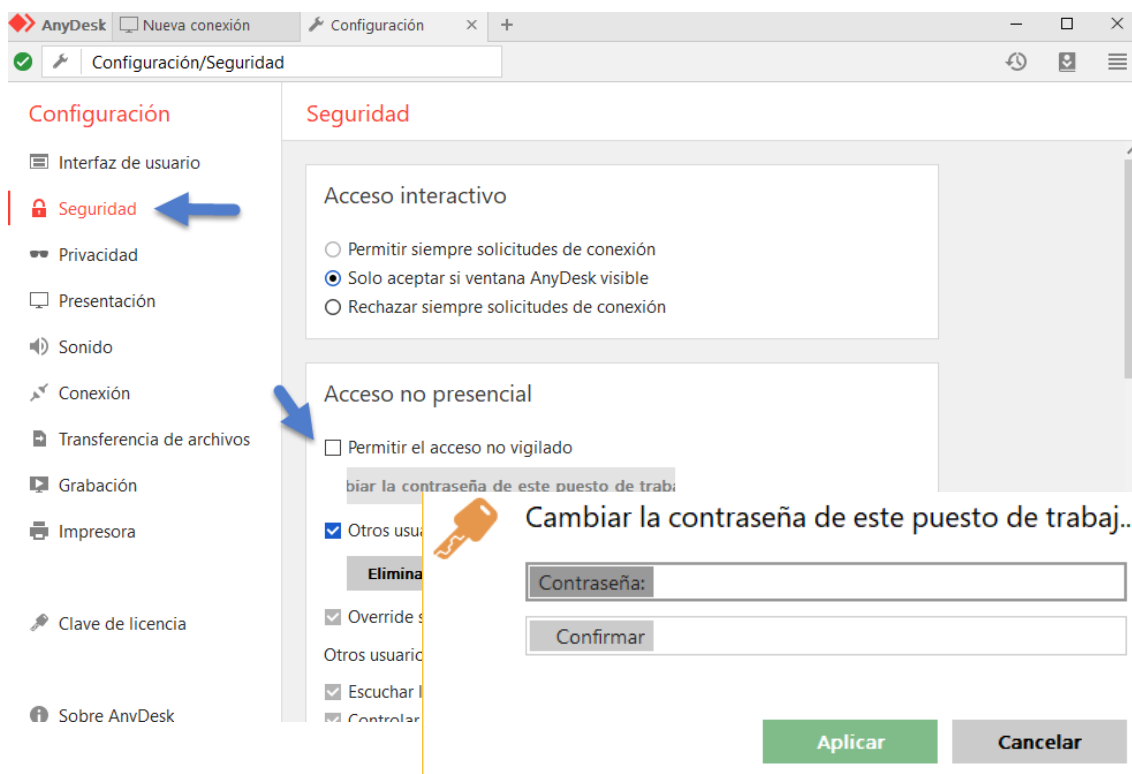 AnyDesk
Nueva conexión
Configuración
Configuración/Seguridad
Configuración
Interfaz de usuario
Seguridad
Privacidad
Presentación
Sonido
Conexión
Transferencia de archivos
Grabación
Impresora
Clave de licencia
Sobre AnyDesk
Seguridad
Acceso interactivo
Permitir siempre solicitudes de conexión
Solo aceptar si ventana AnyDesk visible
Rechazar siempre solicitudes de conexión
Acceso no presencial
Permitir el acceso no vigilado
biar la contraseña de este puesto de traba
Otros usua
Elimina
Override s
Otros usuario
Escuchar l
Controlar
Cambiar la contraseña de este puesto de trabaj..
Contraseña:
Confirmar
Aplicar
Cancelar